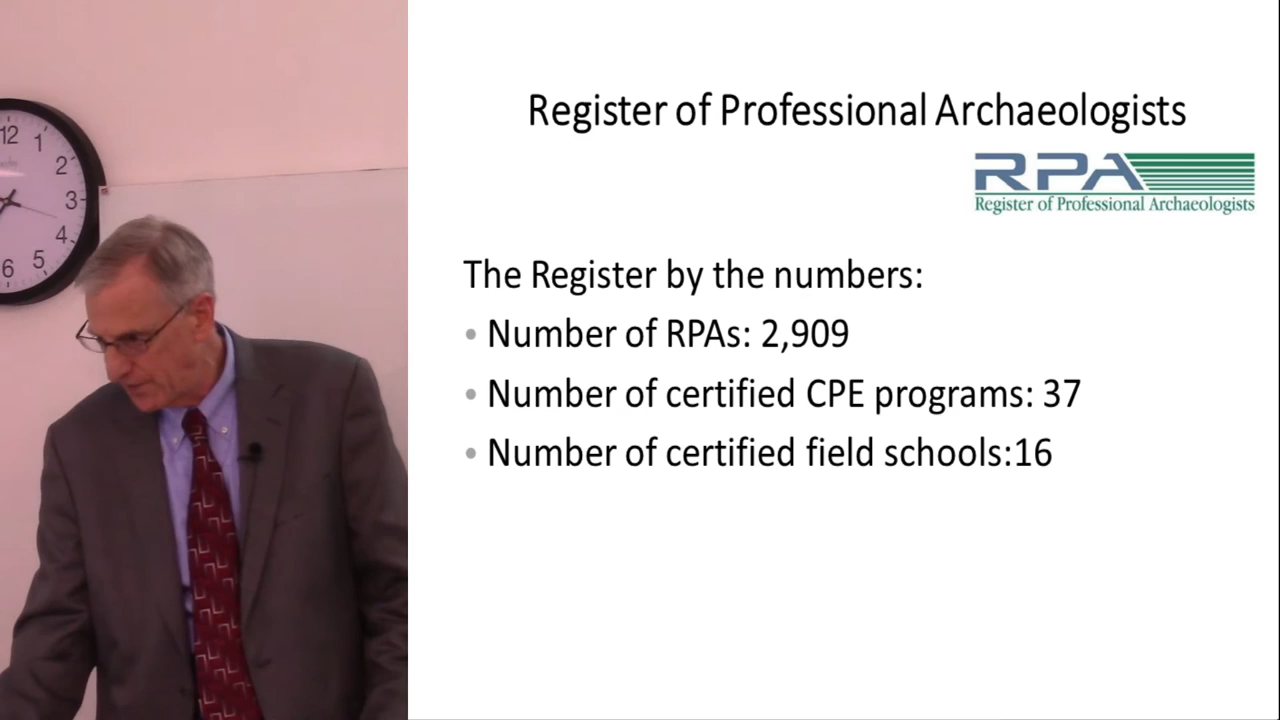 12
1
2
3
4
5
6
Register of Professional Archaeologists
RPA
Register of Professional Archaeologists
The Register by the numbers:
• Number of RPAs: 2,909
• Number of certified CPE programs: 37
• Number of certified field schools:16